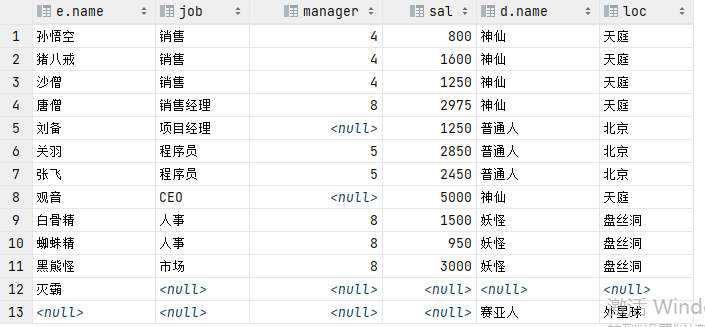 e.name job manager sal d.name loc
1 孙悟空 销售 4 800 神仙 天庭
2 猪八戒 销售 4 1600 神仙 天庭
3 沙僧 销售 4 1250 神仙 天庭
4 唐僧 销售经理 8 2975 神仙 天庭
5 刘备 项目经理 <null> 1250 普通人 北京
6 关羽 程序员 5 2850 普通人 北京
7 张飞 程序员 5 2450 普通人 北京
8 观音 CEO <null> 5000 神仙 天庭
9 白骨精 人事 8 1500 妖怪 盘丝洞
10 蜘蛛精 人事 8 950 妖怪 盘丝洞
11 黑熊怪 市场 8 3000 妖怪 盘丝洞
12 灭霸 <null> <null> <null> <null> <null>
13 <null> <null> <null> <null> 赛亚人 外星球
激活 Windo